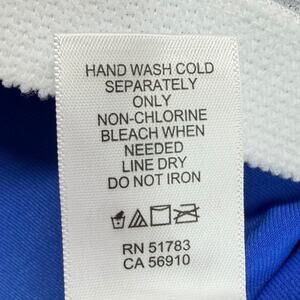 HAND WASH COLD
SEPARATELY
ONLY
NON-CHLORINE
BLEACH WHEN
NEEDED
LINE DRY
DO NOT IRON
RN 51783
CA 56910